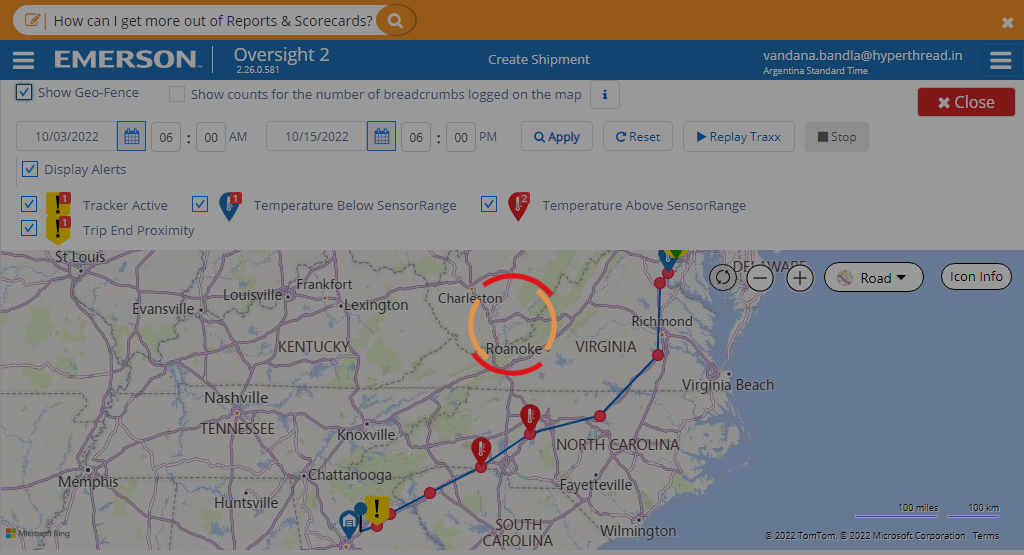 How can I get more out of Reports & Scorecards?
EMERSON
Oversight 2
2.26.0.581
Create Shipment
vandana.bandla@hyperthread.in
Argentina Standard Time
Show Geo-Fence
Show counts for the number of breadcrumbs logged on the map
i
Close
10/03/2022 06 : 00 AM
10/15/2022 06 : 00 PM
Apply
Reset
Replay Traxx
Stop
Display Alerts
! 1 Tracker Active
1 Temperature Below SensorRange
2 Temperature Above SensorRange
! 1 Trip End Proximity
St Louis
DELAWARE
Road
Icon Info
Frankfort
Louisville
Lexington
Charleston
Evansville
Richmond
KENTUCKY
Roanoke
VIRGINIA
Virginia Beach
Nashville
TENNESSEE
Knoxville
NORTH CAROLINA
Chattanooga
Memphis
Fayetteville
Huntsville
!
100 miles
100 km
SOUTH
CAROLINA
Wilmington
Microsoft Bing
© 2022 TomTom, © 2022 Microsoft Corporation Terms